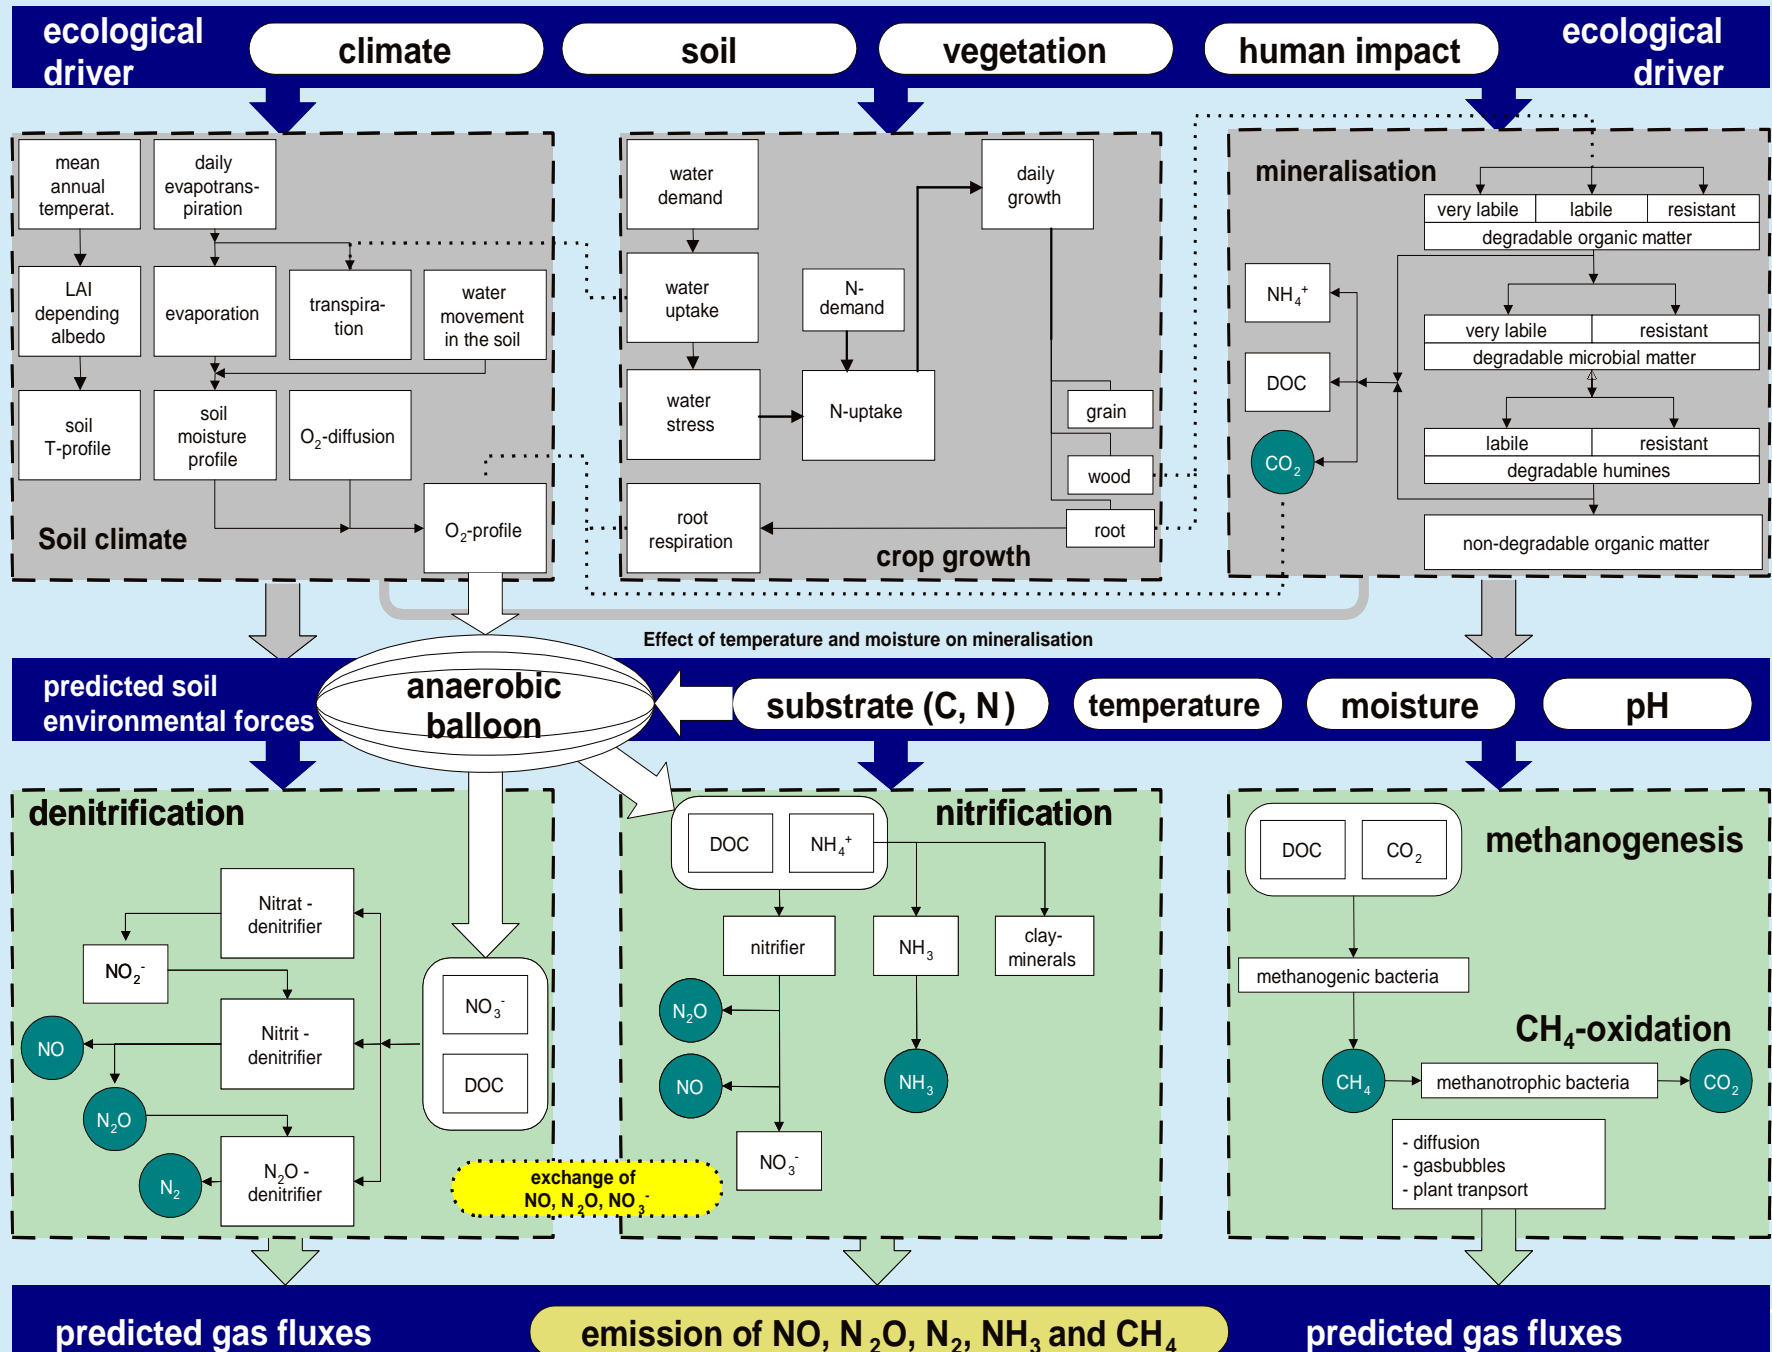 ecological
driver
climate
soil
vegetation
human impact
ecological
driver
mean
annual
temperat.
daily
evapotrans-
piration
LAI
depending
albedo
evaporation
transpira-
tion
water
movement
in the soil
soil
T-profile
soil
moisture
profile
O₂-diffusion
O₂-profile
Soil climate
water
demand
water
uptake
water
stress
N-
demand
N-uptake
daily
growth
grain
wood
root
root
respiration
crop growth
mineralisation
very labile
labile
resistant
degradable organic matter
NH₄⁺
very labile
resistant
degradable microbial matter
DOC
labile
resistant
degradable humines
CO₂
non-degradable organic matter
Effect of temperature and moisture on mineralisation
predicted soil
environmental forces
anaerobic
balloon
substrate (C, N)
temperature
moisture
pH
denitrification
Nitrat -
denitrifier
NO₂⁻
Nitrit -
denitrifier
NO
N₂O
N₂O -
denitrifier
N₂
NO₃⁻
DOC
nitrification
DOC
NH₄⁺
nitrifier
NH₃
clay-
minerals
N₂O
NO
NH₃
NO₃⁻
exchange of
NO, N₂O, NO₃⁻
methanogenesis
DOC
CO₂
methanogenic bacteria
CH₄-oxidation
CH₄
methanotrophic bacteria
CO₂
- diffusion
- gasbubbles
- plant tranpsort
predicted gas fluxes
emission of NO, N₂O, N₂, NH₃ and CH₄
predicted gas fluxes